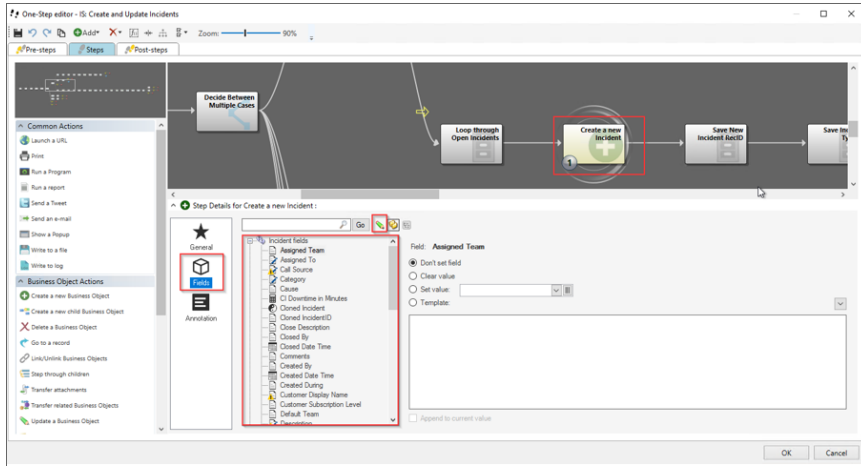 One-Step editor - IS: Create and Update Incidents
Add
Zoom:
90%
Pre-steps
Steps
Post-steps
Decide Between
Multiple Cases
Loop through
Open Incidents
Create a new
Incident
1
Save New
Incident RecID
Common Actions
Launch a URL
Print
Run a Program
Run a report
Send a Tweet
Send an e-mail
Show a Popup
Write to a file
Write to log
Business Object Actions
Create a new Business Object
Create a new child Business Object
Delete a Business Object
Go to a record
Link/Unlink Business Objects
Step through children
Transfer attachments
Transfer related Business Objects
Update a Business Object
Step Details for Create a new Incident :
General
Fields
Annotation
Go
Incident fields
Assigned Team
Assigned To
Call Source
Category
Cause
CI Downtime in Minutes
Cloned Incident
Cloned IncidentID
Close Description
Closed By
Closed Date Time
Comments
Created By
Created Date Time
Created During
Customer Display Name
Customer Subscription Level
Default Team
Description
Field: Assigned Team
Don't set field
Clear value
Set value:
Template:
Append to current value
OK
Cancel